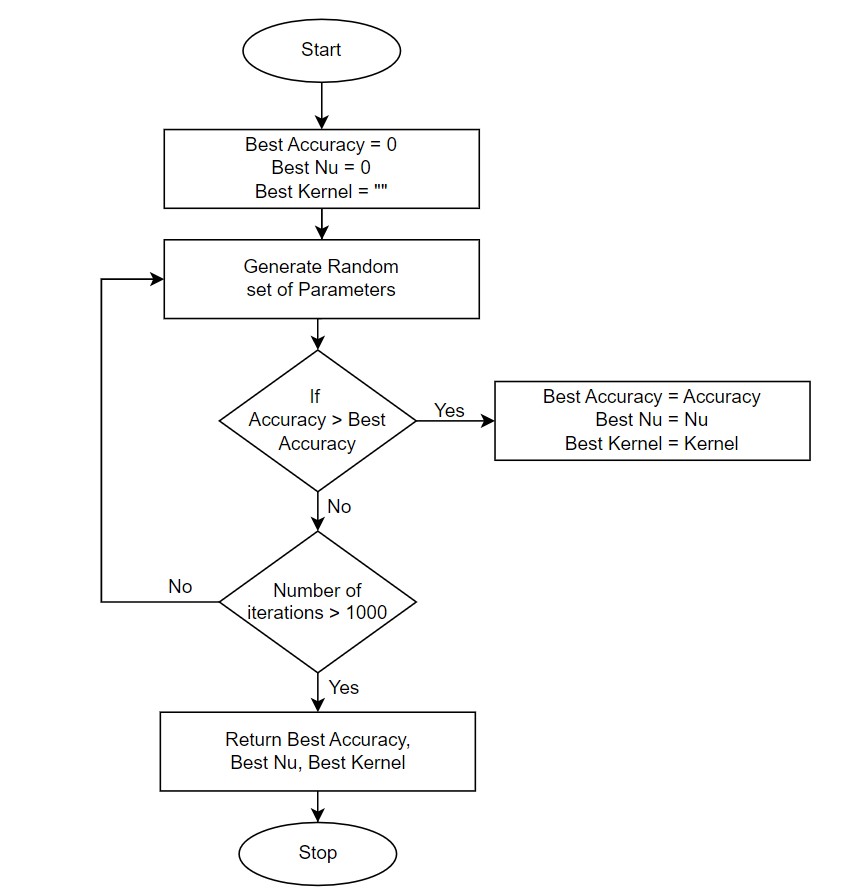 Start
Best Accuracy = 0
Best Nu = 0
Best Kernel = ""
Generate Random
set of Parameters
If
Accuracy > Best
Accuracy
Yes
Best Accuracy = Accuracy
Best Nu = Nu
Best Kernel = Kernel
No
Number of
iterations > 1000
No
Yes
Return Best Accuracy,
Best Nu, Best Kernel
Stop